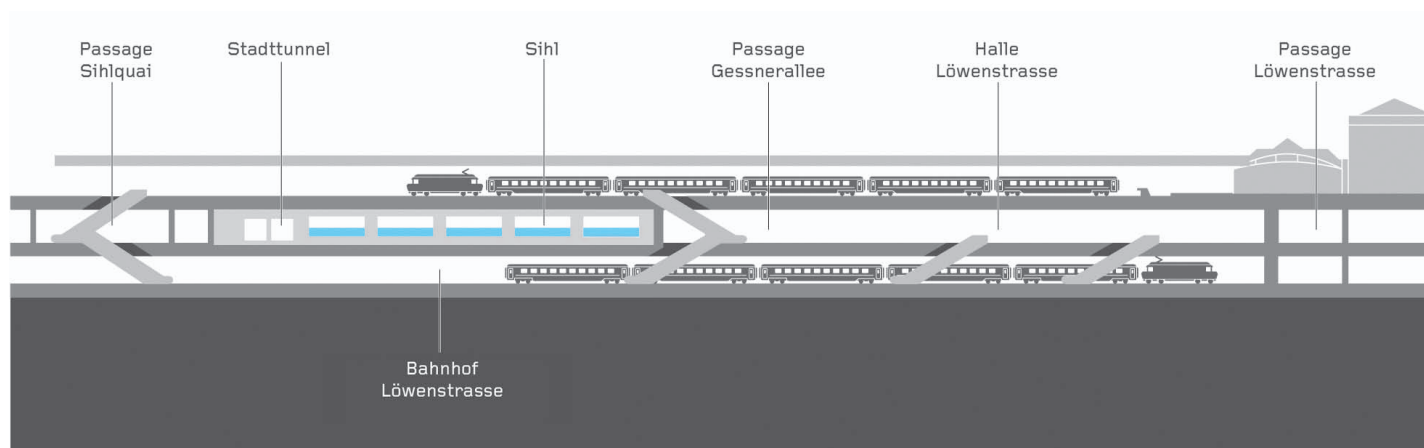 Passage
Sihlquai
Stadttunnel
Sihl
Passage
Gessnerallee
Halle
Löwenstrasse
Passage
Löwenstrasse
Bahnhof
Löwenstrasse